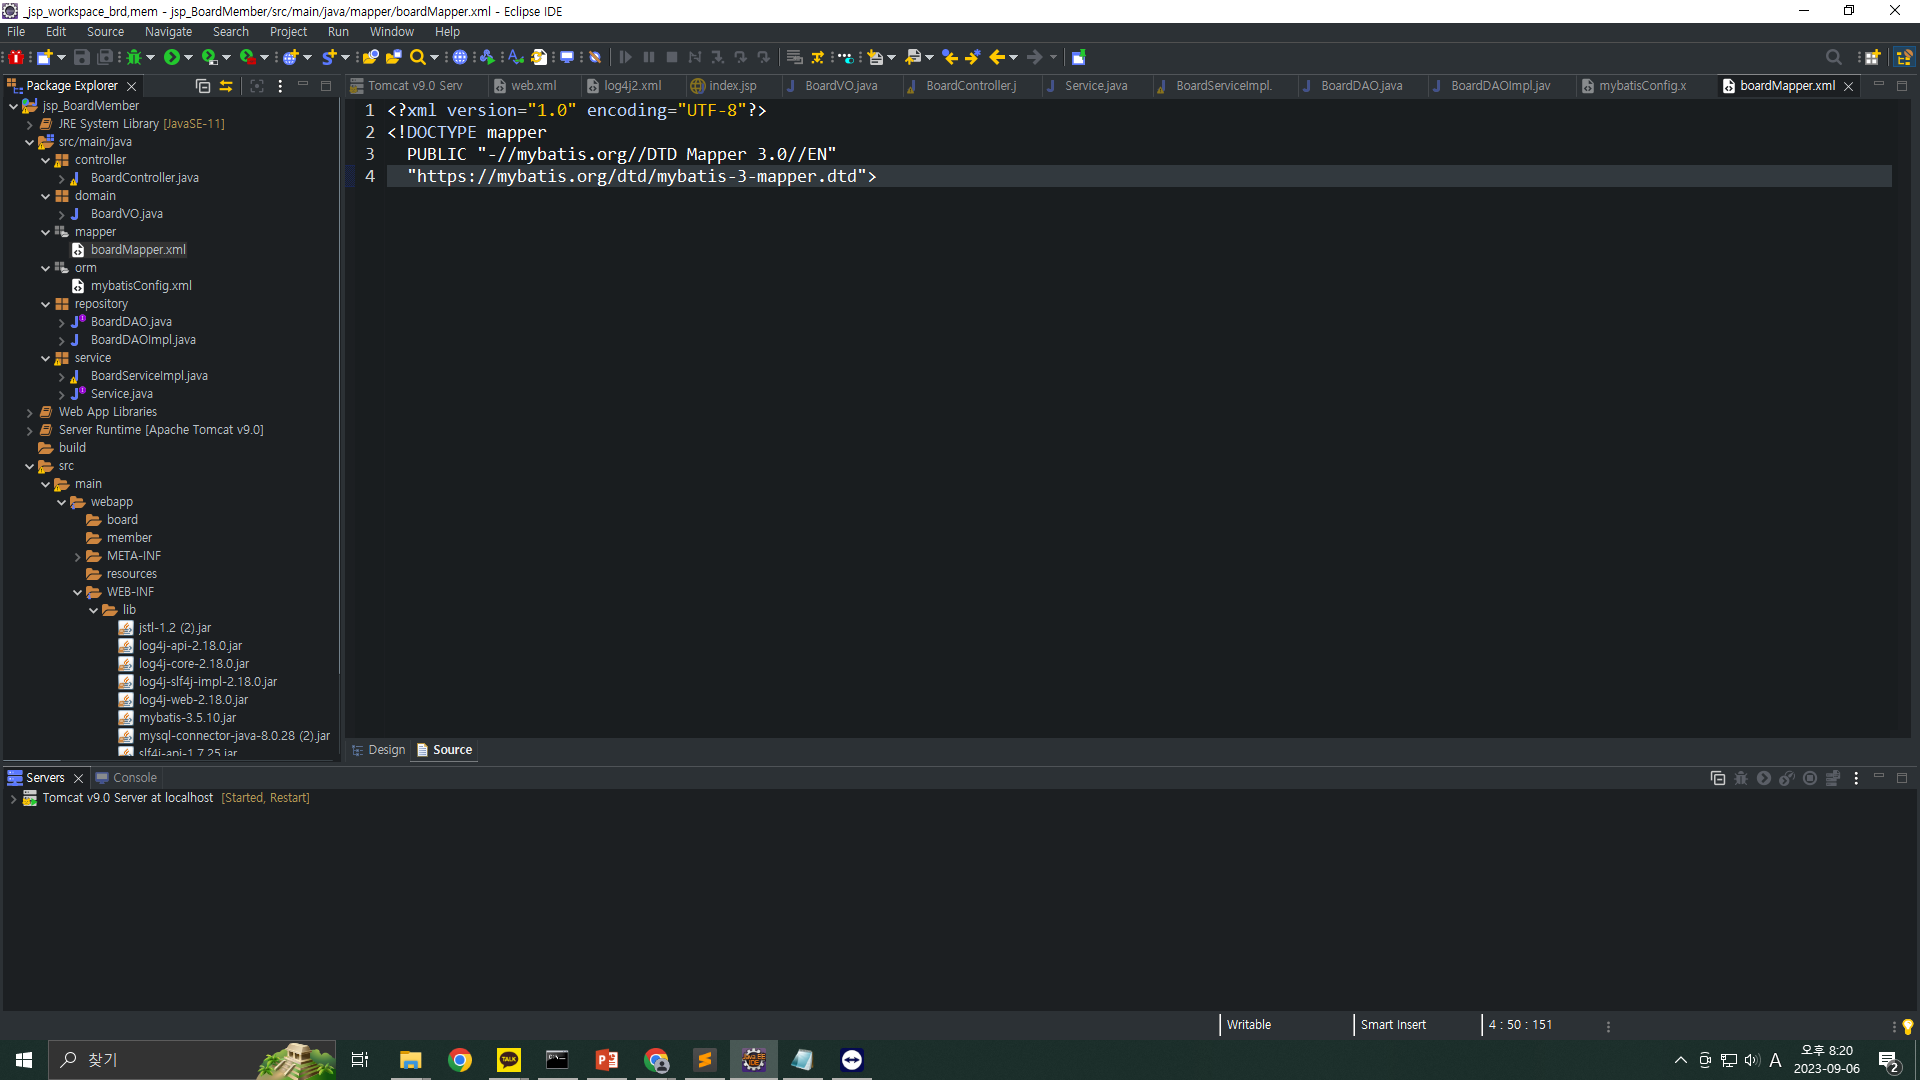 _jsp_workspace_brd,mem - jsp_BoardMember/src/main/java/mapper/boardMapper.xml - Eclipse IDE
File Edit Source Navigate Search Project Run Window Help
Package Explorer
Tomcat v9.0 Serv web.xml log4j2.xml index.jsp BoardVO.java BoardController.j Service.java BoardServiceImpl. BoardDAO.java BoardDAOImpl.jav mybatisConfig.x boardMapper.xml
jsp_BoardMember
JRE System Library [JavaSE-11]
src/main/java
controller
BoardController.java
domain
BoardVO.java
mapper
boardMapper.xml
orm
mybatisConfig.xml
repository
BoardDAO.java
BoardDAOImpl.java
service
BoardServiceImpl.java
Service.java
Web App Libraries
Server Runtime [Apache Tomcat v9.0]
build
src
main
webapp
board
member
META-INF
resources
WEB-INF
lib
jstl-1.2 (2).jar
log4j-api-2.18.0.jar
log4j-core-2.18.0.jar
log4j-slf4j-impl-2.18.0.jar
log4j-web-2.18.0.jar
mybatis-3.5.10.jar
mysql-connector-java-8.0.28 (2).jar
slf4j-api-1.7.25.jar
1 <?xml version="1.0" encoding="UTF-8"?>
2 <!DOCTYPE mapper
3 PUBLIC "-//mybatis.org//DTD Mapper 3.0//EN"
4 "https://mybatis.org/dtd/mybatis-3-mapper.dtd">
Design Source
Servers Console
Tomcat v9.0 Server at localhost [Started, Restart]
Writable Smart Insert 4 : 50 : 151
찾기
TALK
A
오후 8:20
2023-09-06
2